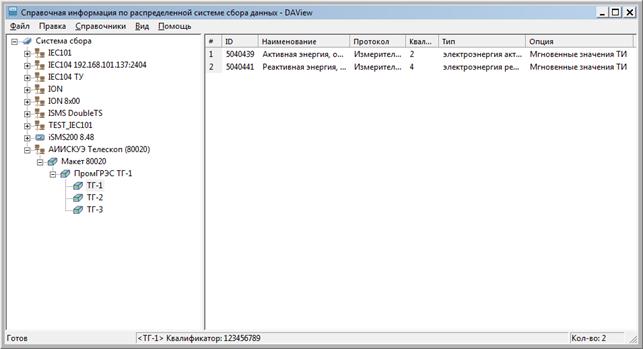 Справочная информация по распределенной системе сбора данных - DAView
Файл Правка Справочники Вид Помощь
Система сбора
IEC101
IEC104 192.168.101.137:2404
IEC104 ТУ
ION
ION 8x00
ISMS DoubleTS
TEST_IEC101
iSMS200 8.48
АИИСКУЭ Телескоп (80020)
Макет 80020
ПромГРЭС ТГ-1
ТГ-1
ТГ-2
ТГ-3
# ID Наименование Протокол Квал... Тип Опция
1 5040439 Активная энергия, о... Измерител... 2 электроэнергия акт... Мгновенные значения ТИ
2 5040441 Реактивная энергия, ... Измерител... 4 электроэнергия ре... Мгновенные значения ТИ
Готов <ТГ-1> Квалификатор: 123456789 Кол-во: 2